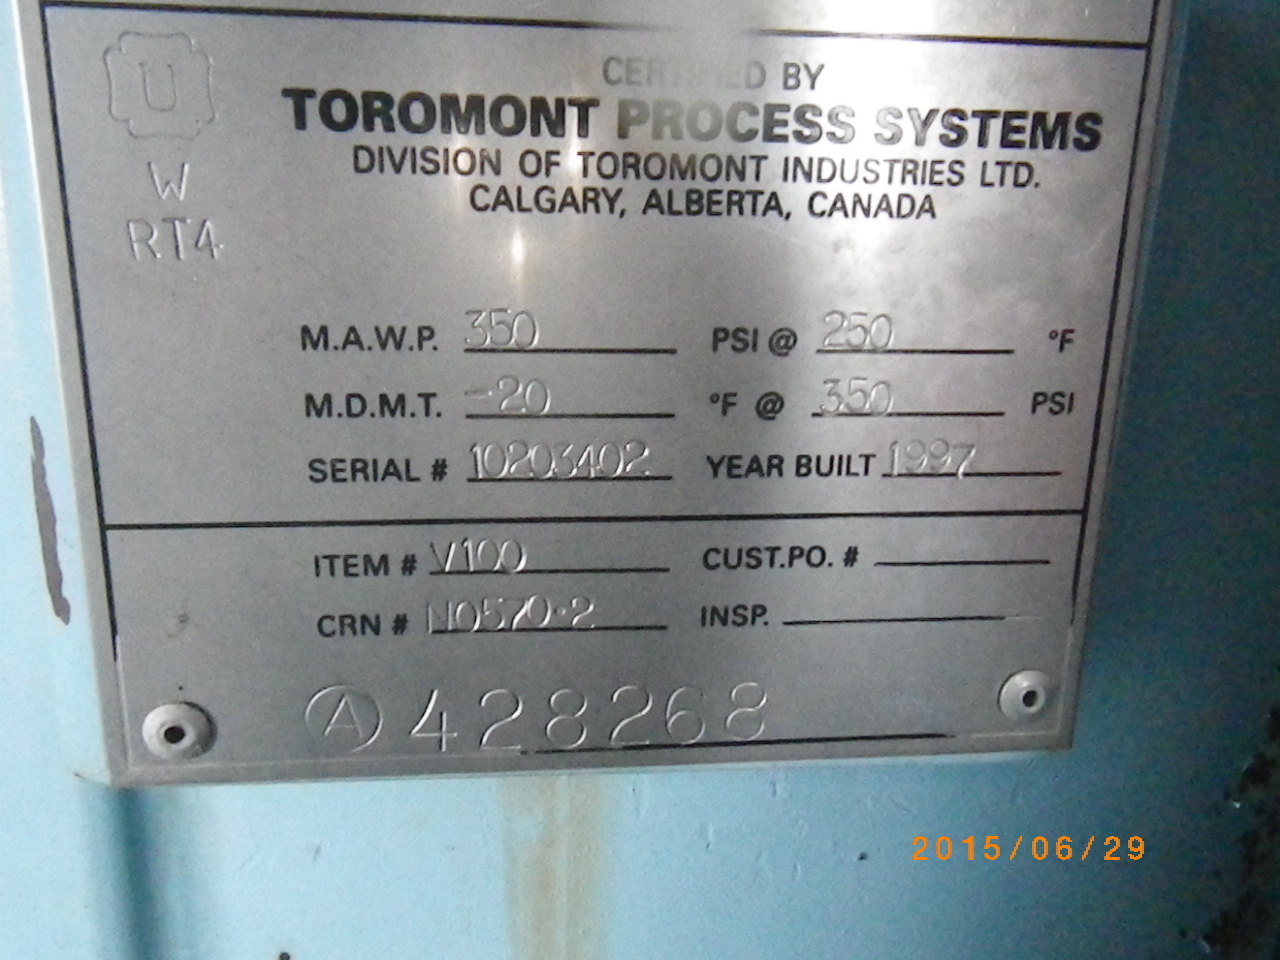 U
W
RT4
CERTIFIED BY
TOROMONT PROCESS SYSTEMS
DIVISION OF TOROMONT INDUSTRIES LTD.
CALGARY, ALBERTA, CANADA
M.A.W.P. 350 PSI @ 250 °F
M.D.M.T. -20 °F @ 350 PSI
SERIAL # 10203402 YEAR BUILT 1997
ITEM # V100 CUST.PO. #
CRN # N0570·2 INSP.
A 428268
2015/06/29